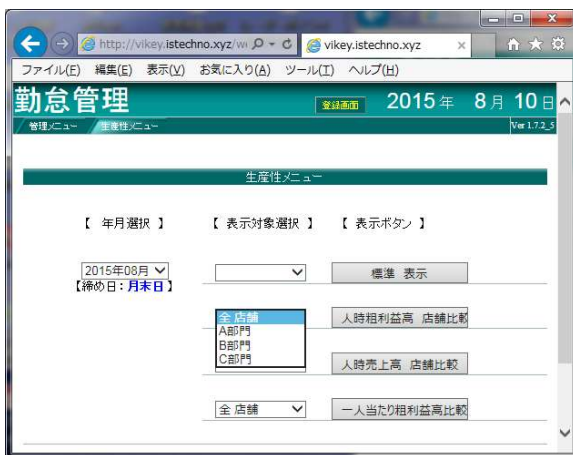 http://vikey.istechno.xyz/w
vikey.istechno.xyz
ファイル(F) 編集(E) 表示(V) お気に入り(A) ツール(T) ヘルプ(H)
勤怠管理
登録画面
2015年 8月 10日
管理メニュー 生産性メニュー
Ver 1.7.2_5
生産性メニュー
【 年月選択 】 【 表示対象選択 】 【 表示ボタン 】
2015年08月
標準 表示
【締め日：月末日】
全 店舗
人時粗利益高 店舗比較
A部門
B部門
C部門
人時売上高 店舗比較
全 店舗
一人当たり粗利益高比較